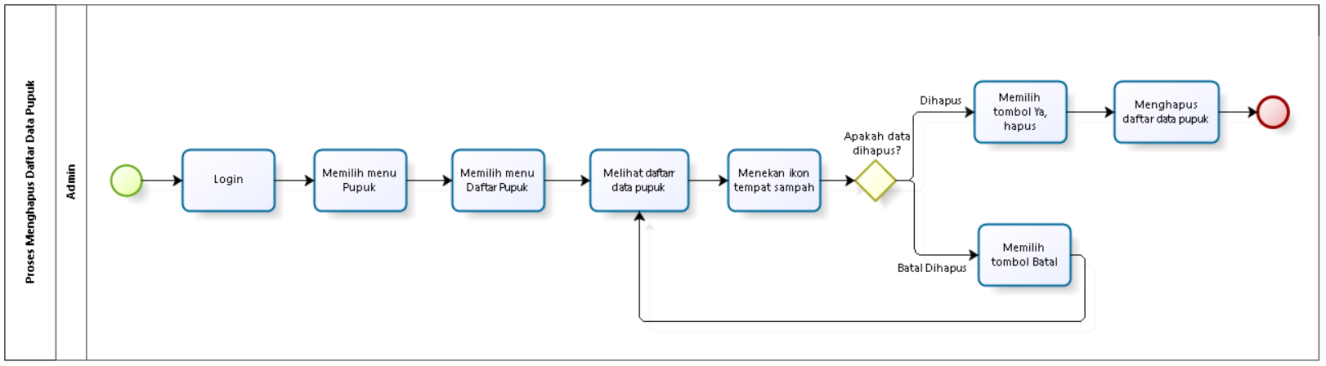 Proses Menghapus Daftar Data Pupuk
Admin
Login
Memilih menu
Pupuk
Memilih menu
Daftar Pupuk
Melihat daftarr
data pupuk
Menekan ikon
tempat sampah
Apakah data
dihapus?
Dihapus
Memilih
tombol Ya,
hapus
Menghapus
daftar data pupuk
Batal Dihapus
Memilih
tombol Batal